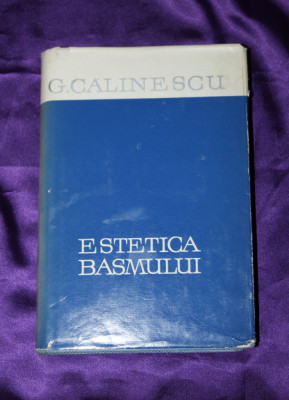 G. CALINESCU
ESTETICA
BASMULUI